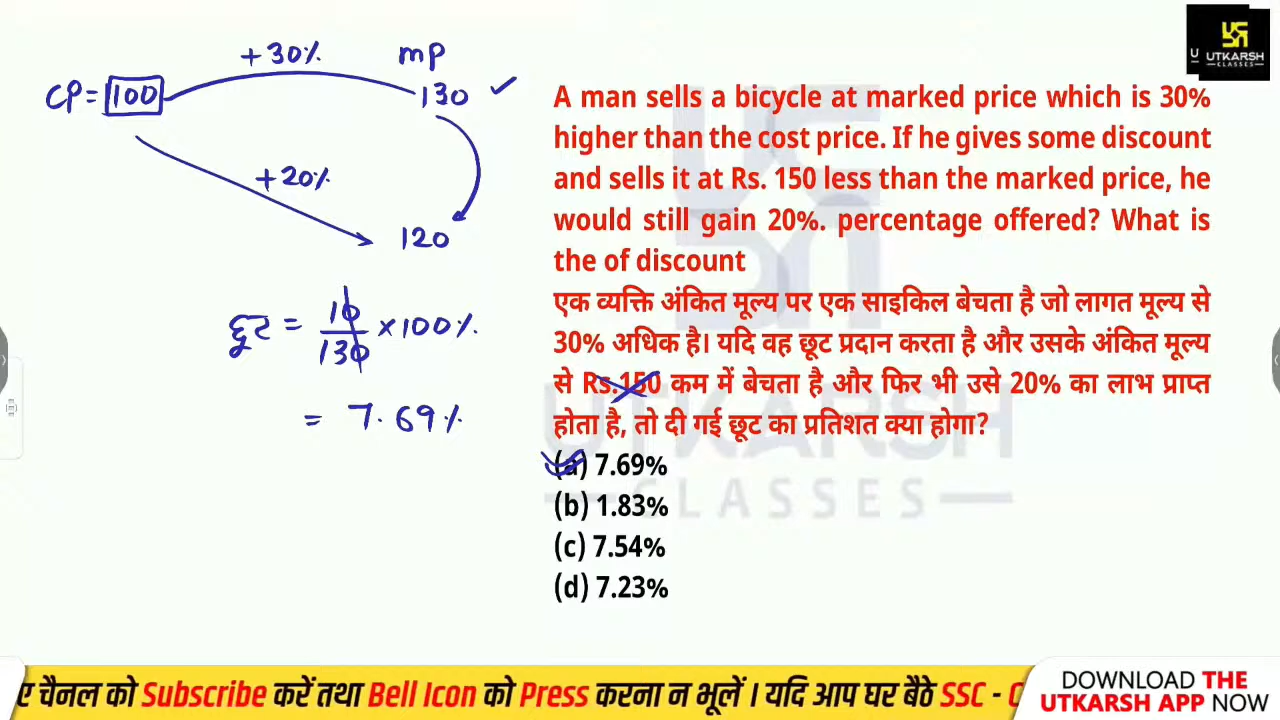 +30% mp
CP = 100 130 ✓
+20%
120
छूट = 10/130 × 100%
= 7.69%
UTKARSH
CLASSES
A man sells a bicycle at marked price which is 30%
higher than the cost price. If he gives some discount
and sells it at Rs. 150 less than the marked price, he
would still gain 20%. percentage offered? What is
the of discount
एक व्यक्ति अंकित मूल्य पर एक साइकिल बेचता है जो लागत मूल्य से
30% अधिक है। यदि वह छूट प्रदान करता है और उसके अंकित मूल्य
से Rs.150 कम में बेचता है और फिर भी उसे 20% का लाभ प्राप्त
होता है, तो दी गई छूट का प्रतिशत क्या होगा?
(a) 7.69%
(b) 1.83%
(c) 7.54%
(d) 7.23%
UTKARSH
CLASSES
चैनल को Subscribe करें तथा Bell Icon को Press करना न भूलें । यदि आप घर बैठे SSC - C
DOWNLOAD THE
UTKARSH APP NOW